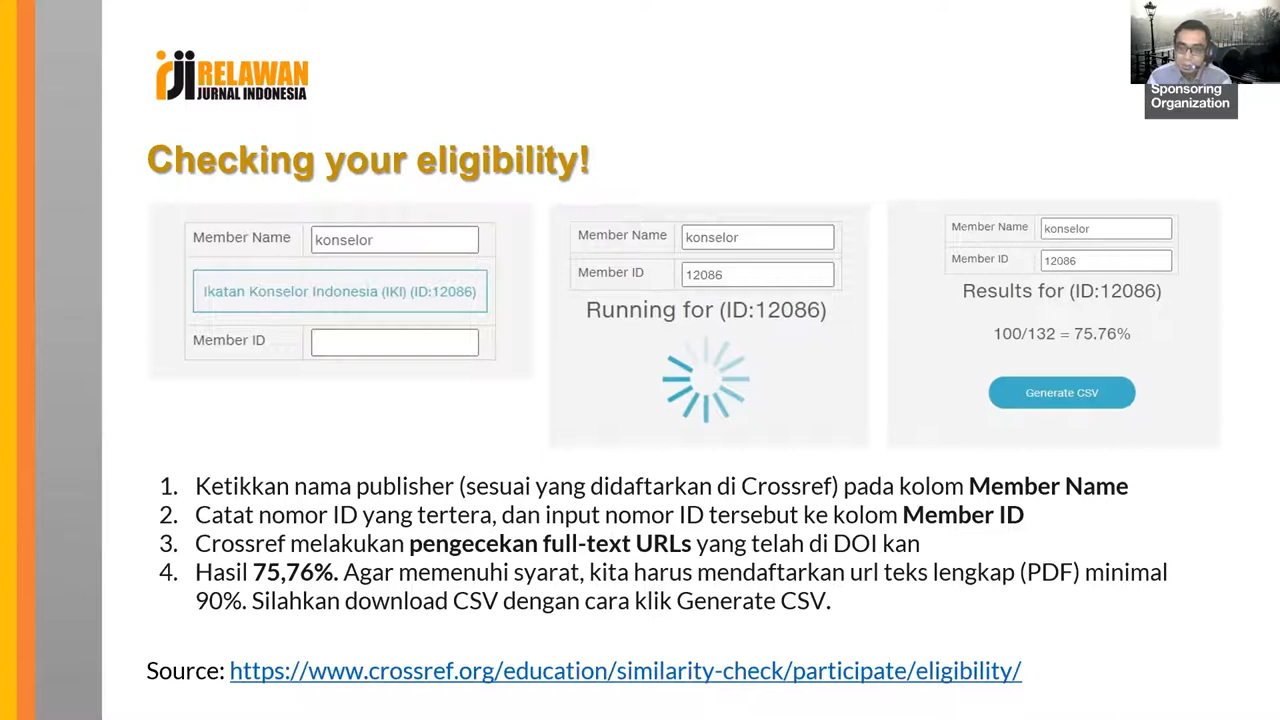 RELAWAN
JURNAL INDONESIA
Sponsoring
Organization
Checking your eligibility!
Member Name konselor
Ikatan Konselor Indonesia (IKI) (ID:12086)
Member ID
Member Name konselor
Member ID 12086
Running for (ID:12086)
Member Name konselor
Member ID 12086
Results for (ID:12086)
100/132 = 75.76%
Generate CSV
1. Ketikkan nama publisher (sesuai yang didaftarkan di Crossref) pada kolom Member Name
2. Catat nomor ID yang tertera, dan input nomor ID tersebut ke kolom Member ID
3. Crossref melakukan pengecekan full-text URLs yang telah di DOI kan
4. Hasil 75,76%. Agar memenuhi syarat, kita harus mendaftarkan url teks lengkap (PDF) minimal
90%. Silahkan download CSV dengan cara klik Generate CSV.
Source: https://www.crossref.org/education/similarity-check/participate/eligibility/